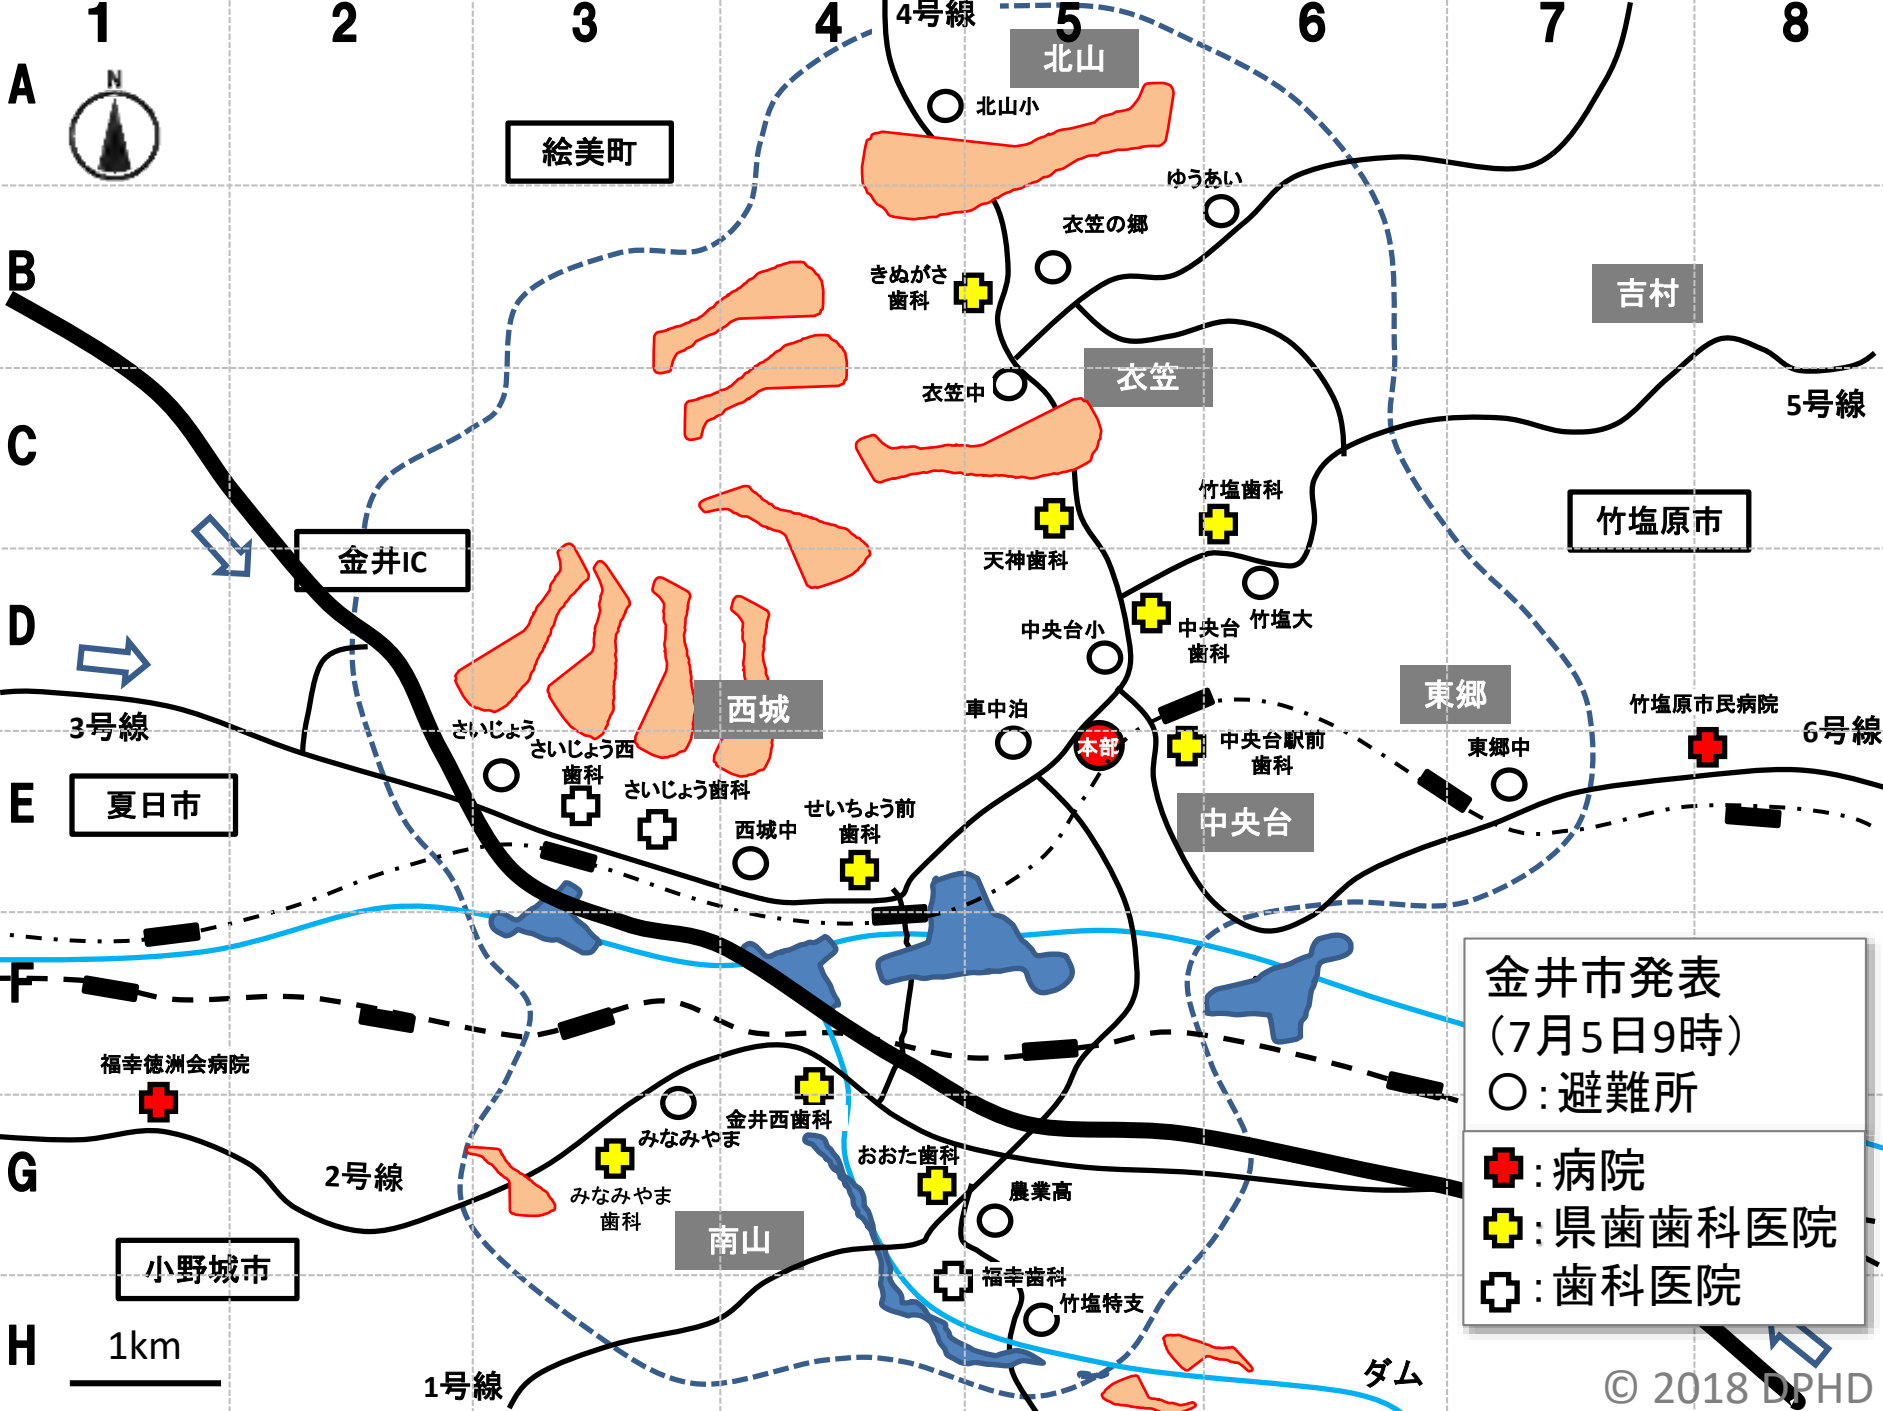 1
2
3
4
5
6
7
8
4号線
北山
A
N
北山小
絵美町
ゆうあい
衣笠の郷
B
きぬがさ
歯科
吉村
衣笠
衣笠中
5号線
C
竹塩歯科
竹塩原市
天神歯科
金井IC
D
中央台小
中央台
歯科
竹塩大
西城
東郷
車中泊
竹塩原市民病院
3号線
さいじょう
さいじょう西
歯科
本部
中央台駅前
歯科
東郷中
6号線
E
夏日市
さいじょう歯科
せいちょう前
歯科
西城中
中央台
F
金井市発表
(7月5日9時)
○:避難所
福幸徳洲会病院
金井西歯科
みなみやま
おおた歯科
G
2号線
みなみやま
歯科
農業高
:病院
:県歯歯科医院
:歯科医院
南山
小野城市
福幸歯科
竹塩特支
H
1km
1号線
ダム
© 2018 DPHD